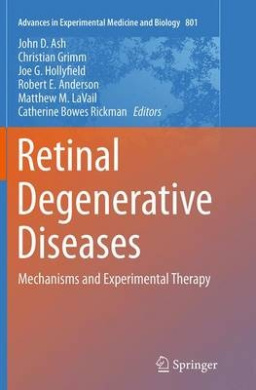 Advances in Experimental Medicine and Biology 801
John D. Ash
Christian Grimm
Joe G. Hollyfield
Robert E. Anderson
Matthew M. LaVail
Catherine Bowes Rickman Editors
Retinal
Degenerative
Diseases
Mechanisms and Experimental Therapy
Springer